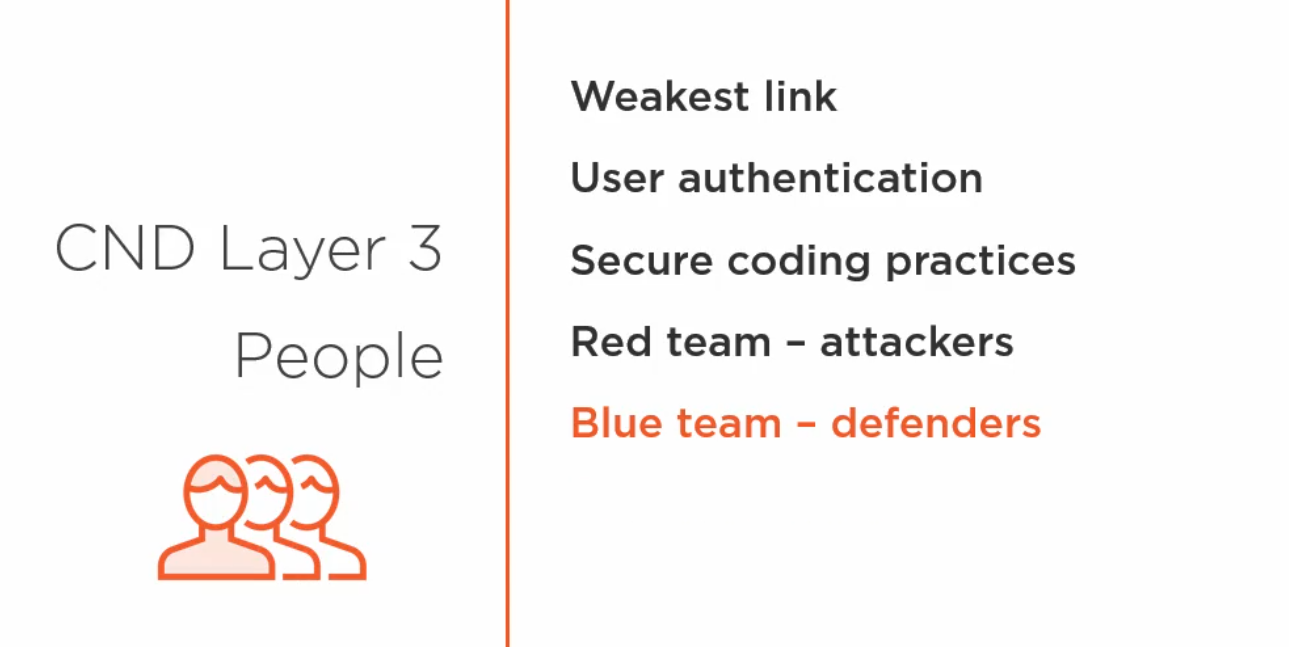 CND Layer 3
People
Weakest link
User authentication
Secure coding practices
Red team – attackers
Blue team – defenders